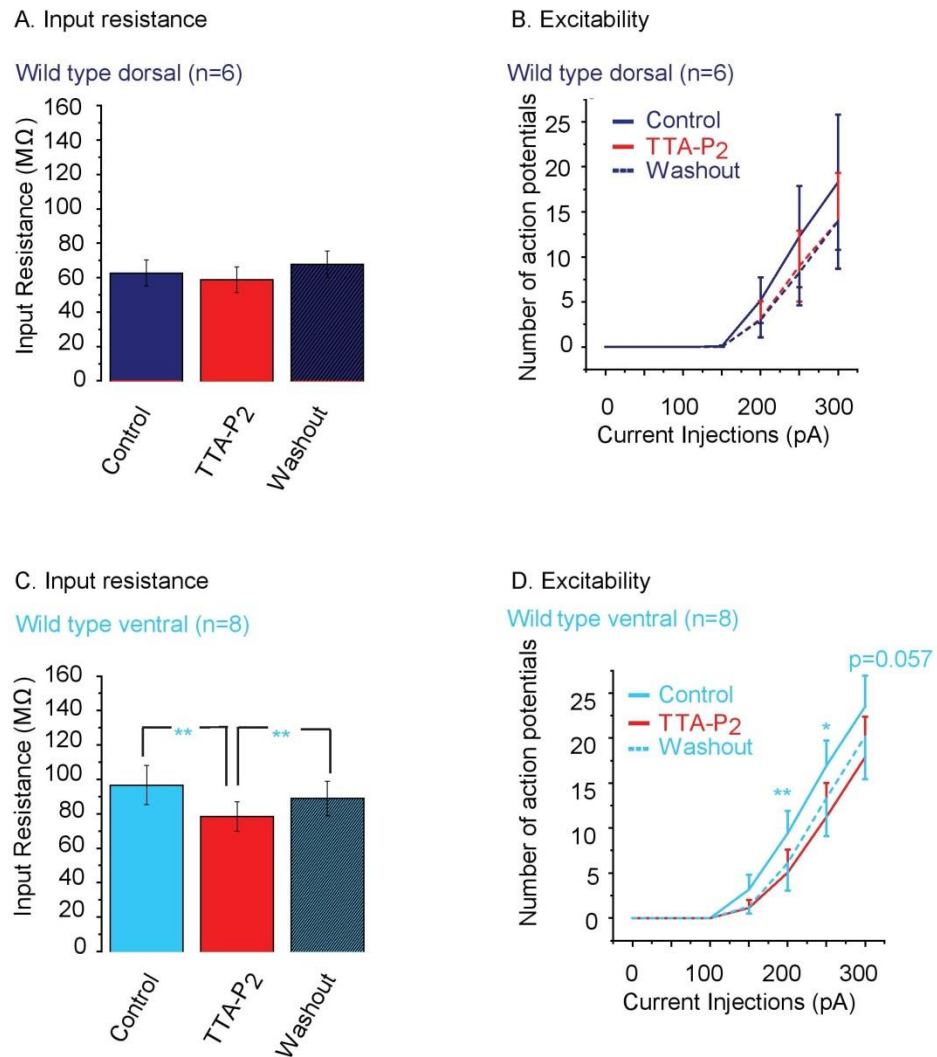 A. Input resistance
Wild type dorsal (n=6)
Input Resistance (MΩ)
160
140
120
100
80
60
40
20
0
Control
TTA-P2
Washout
B. Excitability
Wild type dorsal (n=6)
Number of action potentials
25
20
15
10
5
0
Control
TTA-P2
Washout
0 100 200 300
Current Injections (pA)
C. Input resistance
Wild type ventral (n=8)
Input Resistance (MΩ)
160
140
120
100
80
60
40
20
0
** **
Control
TTA-P2
Washout
D. Excitability
Wild type ventral (n=8)
Number of action potentials
25
20
15
10
5
0
p=0.057
Control
TTA-P2
Washout
*
**
0 100 200 300
Current Injections (pA)